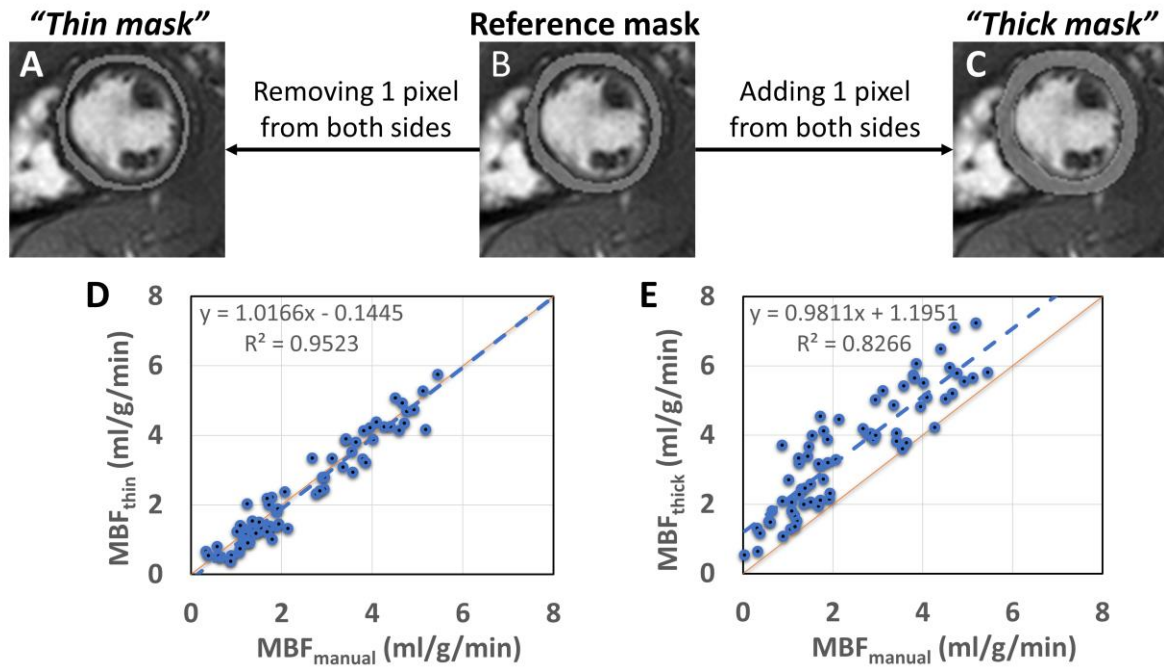 "Thin mask"
Reference mask
"Thick mask"
A
B
C
Removing 1 pixel
from both sides
Adding 1 pixel
from both sides
D
8
6
4
2
0
MBFthin (ml/g/min)
y = 1.0166x - 0.1445
R² = 0.9523
0 2 4 6 8
MBFmanual (ml/g/min)
E
8
6
4
2
0
MBFthick (ml/g/min)
y = 0.9811x + 1.1951
R² = 0.8266
0 2 4 6 8
MBFmanual (ml/g/min)